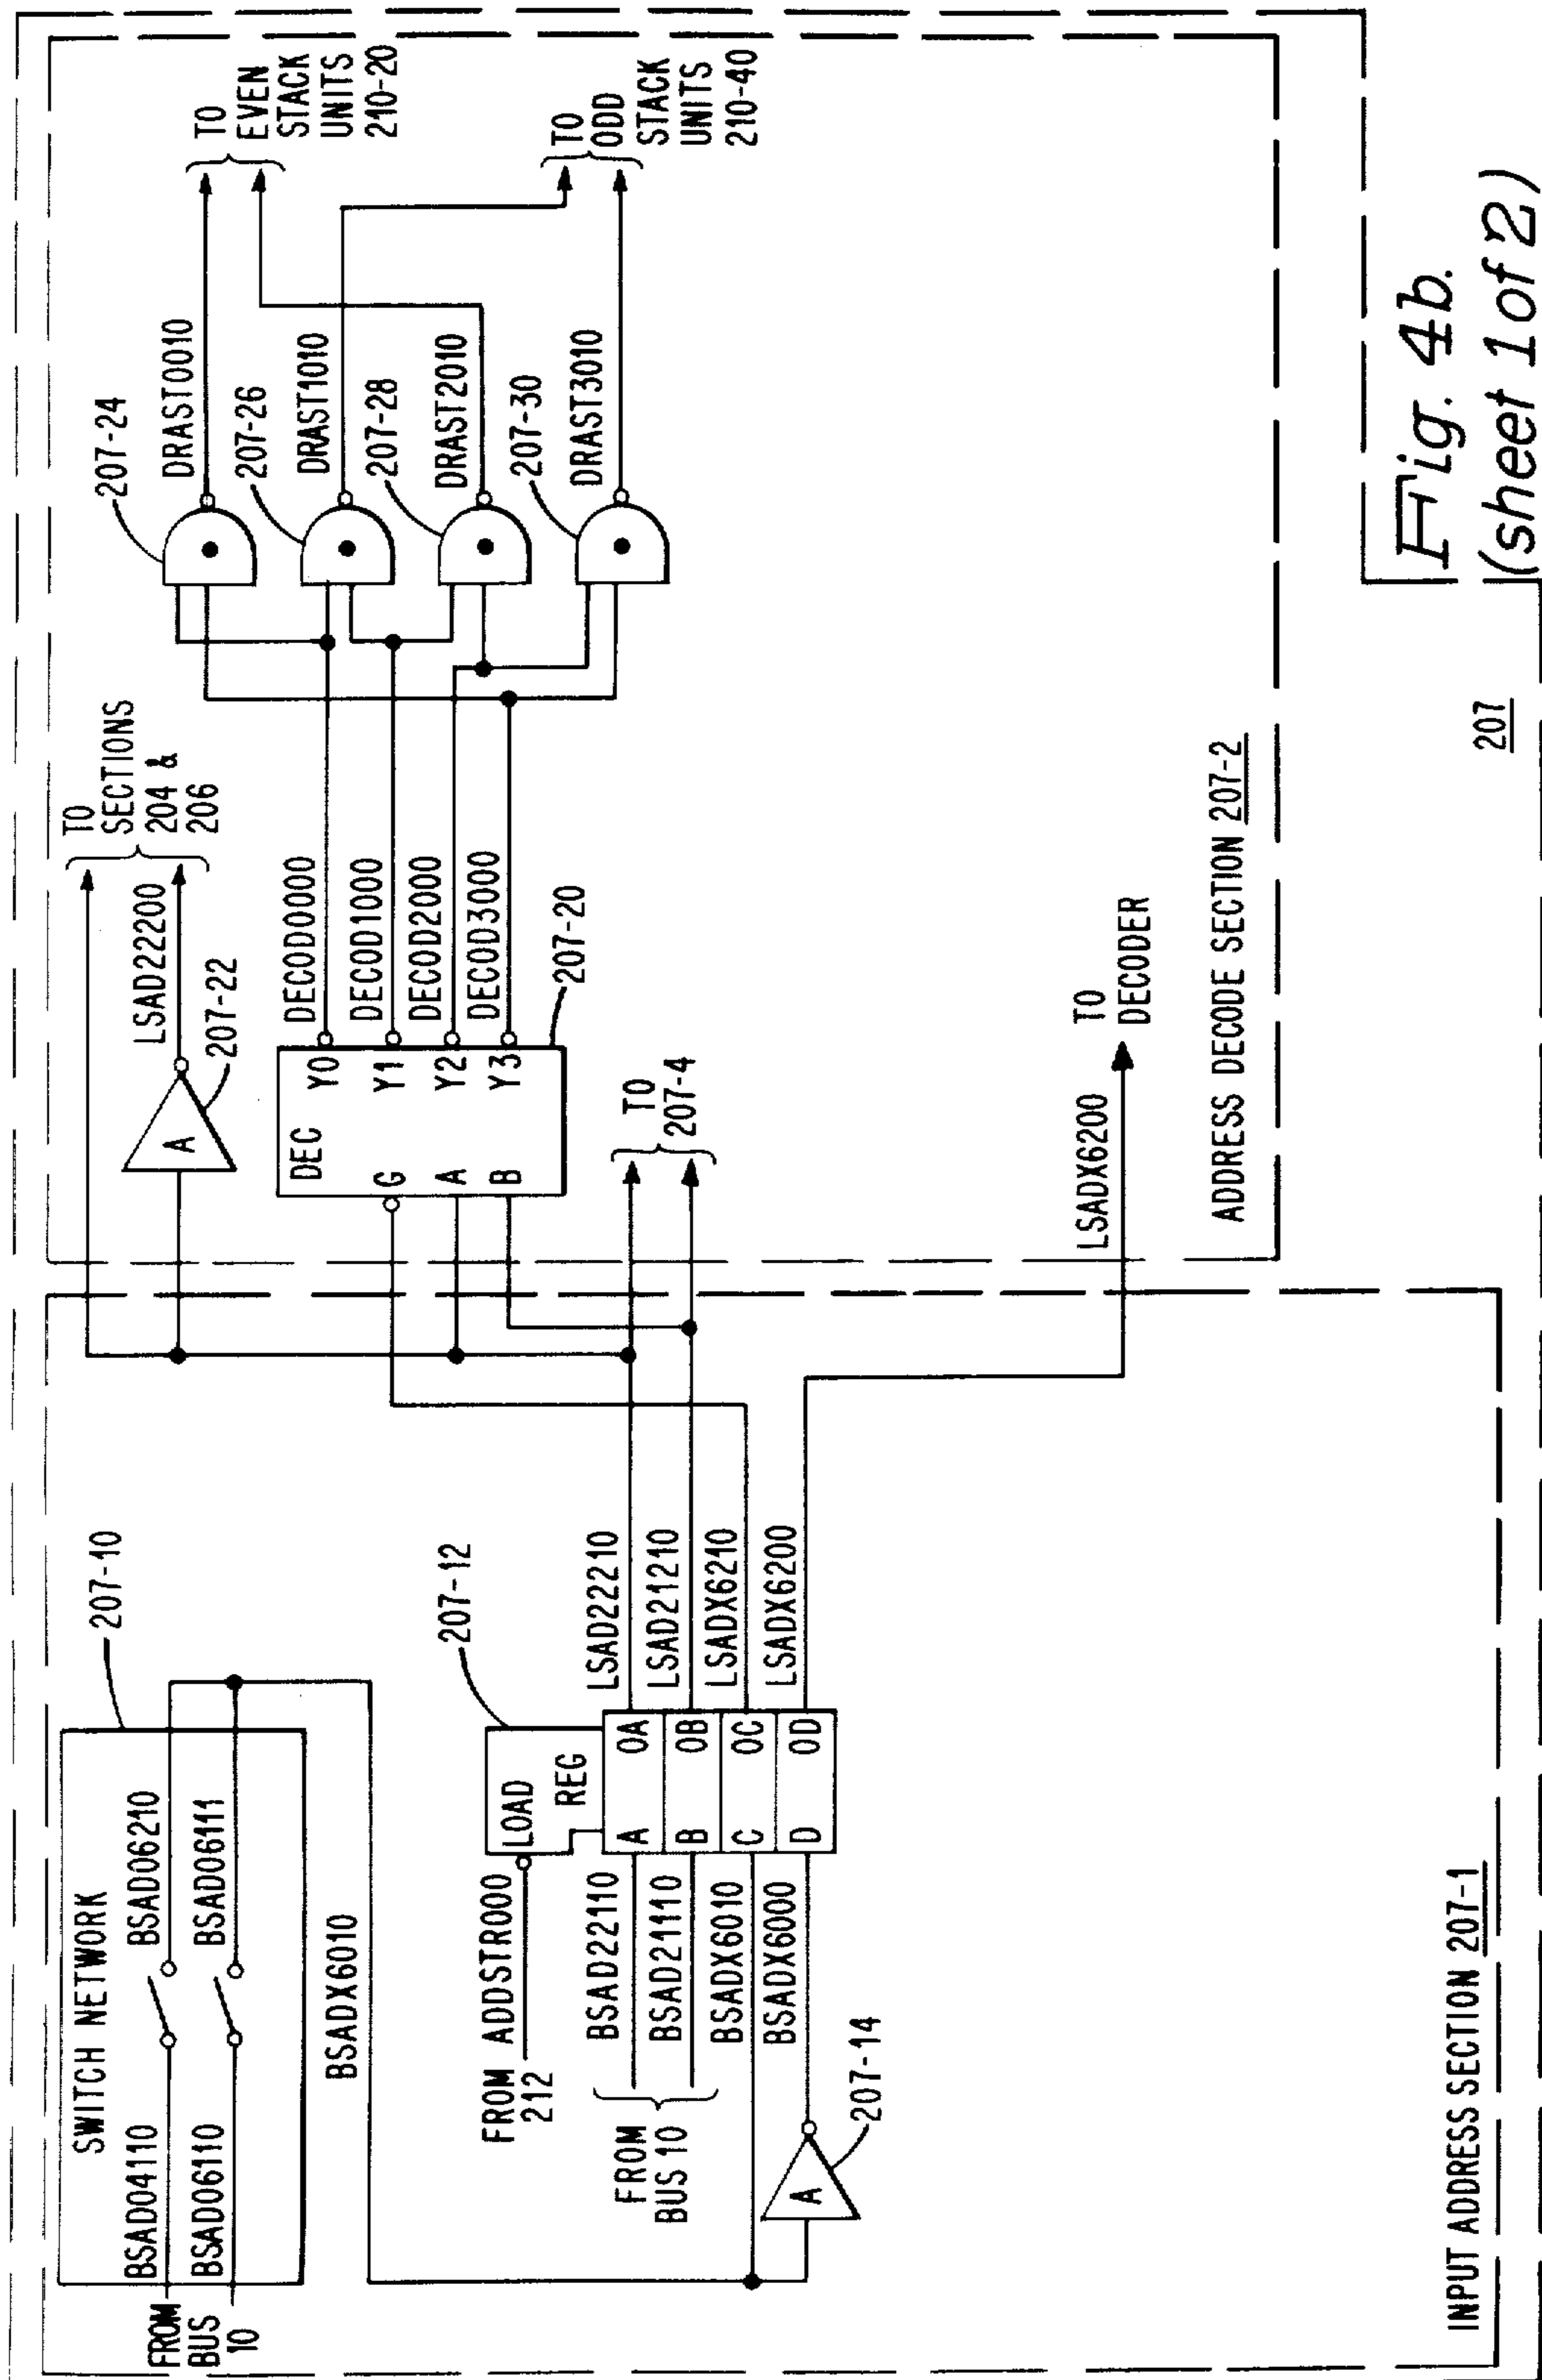 SWITCH NETWORK
207-10
BSAD04110
BSAD06210
BSAD06110
BSAD06111
FROM
BUS
10
BSADX6010
207-12
FROM ADDSTR000
212
LOAD
REG
BSAD22110
A
OA
LSAD22210
BSAD21110
B
OB
LSAD21210
BSADX6010
C
OC
LSADX6210
BSADX6000
D
OD
LSADX6200
FROM
BUS 10
A
207-14
INPUT ADDRESS SECTION 207-1
TO
SECTIONS
204 &
206
LSAD22200
A
207-22
DEC
G
A
B
Y0
Y1
Y2
Y3
DECOD0000
DECOD1000
DECOD2000
DECOD3000
207-20
TO
207-4
LSADX6200
TO
DECODER
207-24
DRAST0010
207-26
DRAST1010
207-28
DRAST2010
207-30
DRAST3010
TO
EVEN
STACK
UNITS
210-20
TO
ODD
STACK
UNITS
210-40
ADDRESS DECODE SECTION 207-2
207
Fig. 4b.
(sheet 1 of 2)